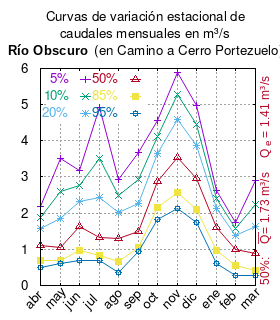 Curvas de variación estacional de
caudales mensuales en m³/s
Río Obscuro (en Camino a Cerro Portezuelo
5% 50%
10% 85%
20% 95%
6
5
4
3
2
1
0
abr may jun jul ago sep oct nov dic ene feb mar
50%: Q= 1.73 m³/s Qe = 1.41 m³/s